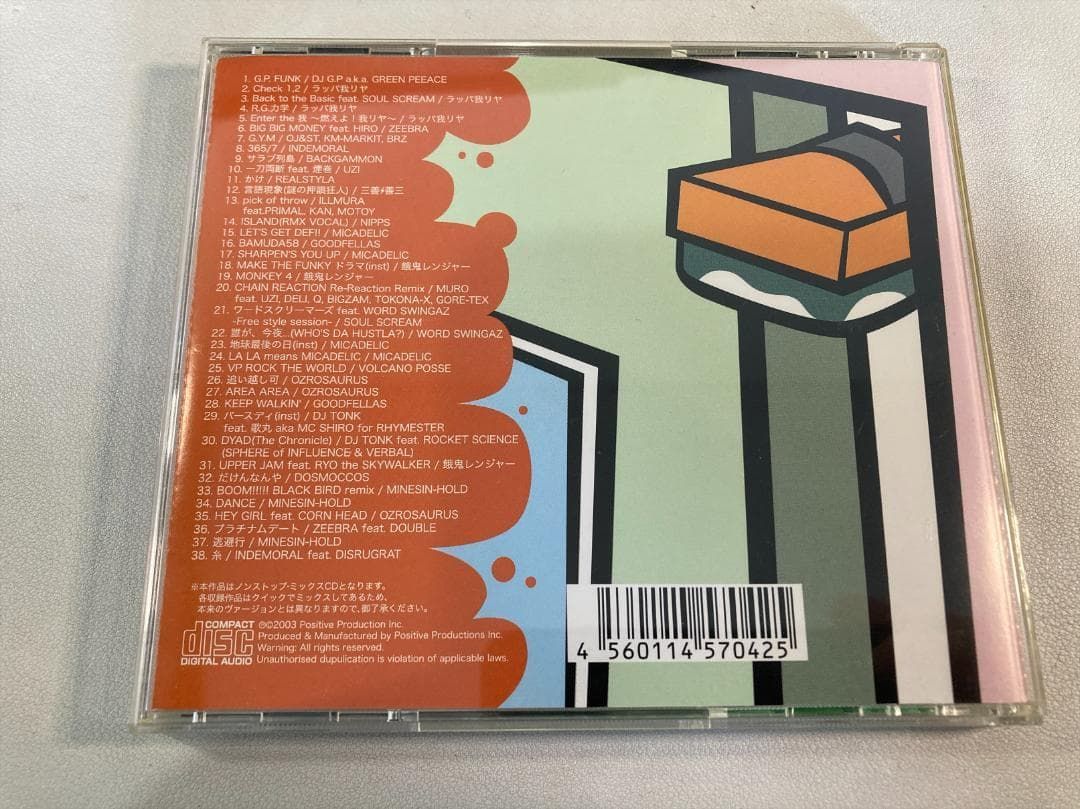 1. G.P. FUNK / DJ G.P a.k.a. GREEN PEEACE
2. Check 1,2 / ラッパ我リヤ
3. Back to the Basic feat. SOUL SCREAM / ラッパ我リヤ
4. R.G.力学 / ラッパ我リヤ
5. Enter the 我 ～燃えよ！我リヤ～ / ラッパ我リヤ
6. BIG BIG MONEY feat. HIRO / ZEEBRA
7. G.Y.M / OJ&ST, KM-MARKIT, BRZ
8. 365/7 / INDEMORAL
9. サラブ列島 / BACKGAMMON
10. 一刀両断 feat. 煙巻 / UZI
11. かけ / REALSTYLA
12. 言語現象(謎の押韻狂人) / 三善⚡善三
13. pick of throw / ILLMURA
feat.PRIMAL, KAN, MOTOY
14. ISLAND(RMX VOCAL) / NIPPS
15. LET'S GET DEF!! / MICADELIC
16. BAMUDA58 / GOODFELLAS
17. SHARPEN'S YOU UP / MICADELIC
18. MAKE THE FUNKY ドラマ(inst) / 餓鬼レンジャー
19. MONKEY 4 / 餓鬼レンジャー
20. CHAIN REACTION Re-Reaction Remix / MURO
feat. UZI, DELI, Q, BIGZAM, TOKONA-X, GORE-TEX
21. ワードスクリーマーズ feat. WORD SWINGAZ
-Free style session- / SOUL SCREAM
22. 誰が、今夜...(WHO'S DA HUSTLA?) / WORD SWINGAZ
23. 地球最後の日(inst) / MICADELIC
24. LA LA means MICADELIC / MICADELIC
25. VP ROCK THE WORLD / VOLCANO POSSE
26. 追い越し可 / OZROSAURUS
27. AREA AREA / OZROSAURUS
28. KEEP WALKIN' / GOODFELLAS
29. バースディ(inst) / DJ TONK
feat. 歌丸 aka MC SHIRO for RHYMESTER
30. DYAD(The Chronicle) / DJ TONK feat. ROCKET SCIENCE
(SPHERE of INFLUENCE & VERBAL)
31. UPPER JAM feat. RYO the SKYWALKER / 餓鬼レンジャー
32. だけんなんや / DOSMOCCOS
33. BOOM!!!!! BLACK BIRD remix / MINESIN-HOLD
34. DANCE / MINESIN-HOLD
35. HEY GIRL feat. CORN HEAD / OZROSAURUS
36. プラチナムデート / ZEEBRA feat. DOUBLE
37. 逃避行 / MINESIN-HOLD
38. 糸 / INDEMORAL feat. DISRUGRAT
※本作品はノンストップ・ミックスCDとなります。
各収録作品はクイックでミックスしてあるため、
本来のヴァージョンとは異なりますので、御了承ください。
COMPACT disc DIGITAL AUDIO
℗©2003 Positive Production Inc.
Produced & Manufactured by Positive Productions Inc.
Warning: All rights reserved.
Unauthorised dupulication is violation of applicable laws.
4 560114 570425